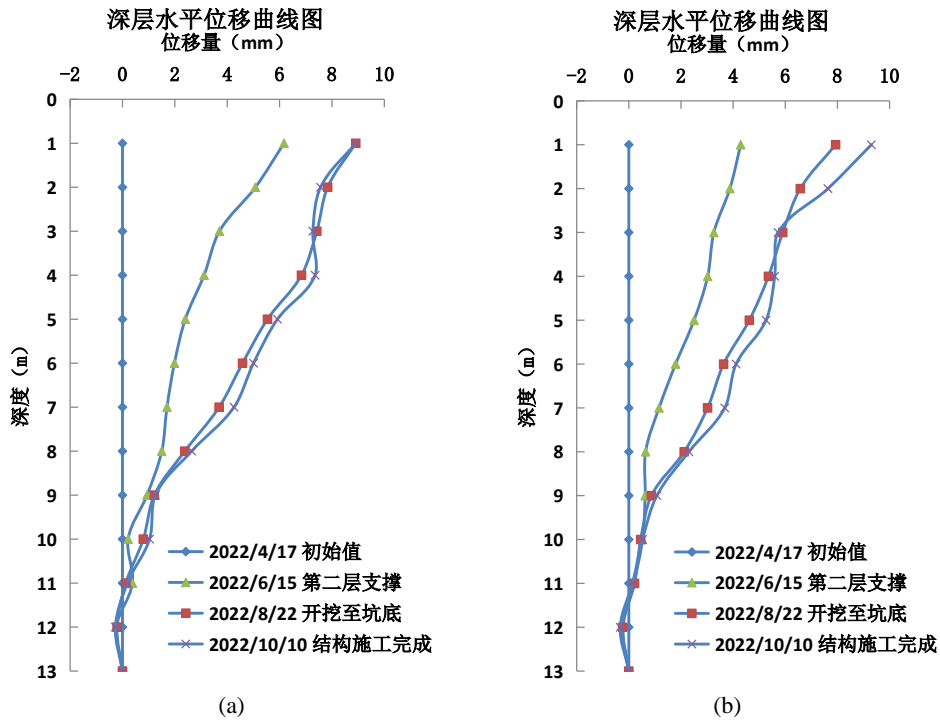 深层水平位移曲线图
位移量（mm）
−2 0 2 4 6 8 10
0
1
2
3
4
5
6
7
8
9
10
11
12
13
深度（m）
2022/4/17 初始值
2022/6/15 第二层支撑
2022/8/22 开挖至坑底
2022/10/10 结构施工完成
(a)
深层水平位移曲线图
位移量（mm）
−2 0 2 4 6 8 10
0
1
2
3
4
5
6
7
8
9
10
11
12
13
深度（m）
2022/4/17 初始值
2022/6/15 第二层支撑
2022/8/22 开挖至坑底
2022/10/10 结构施工完成
(b)